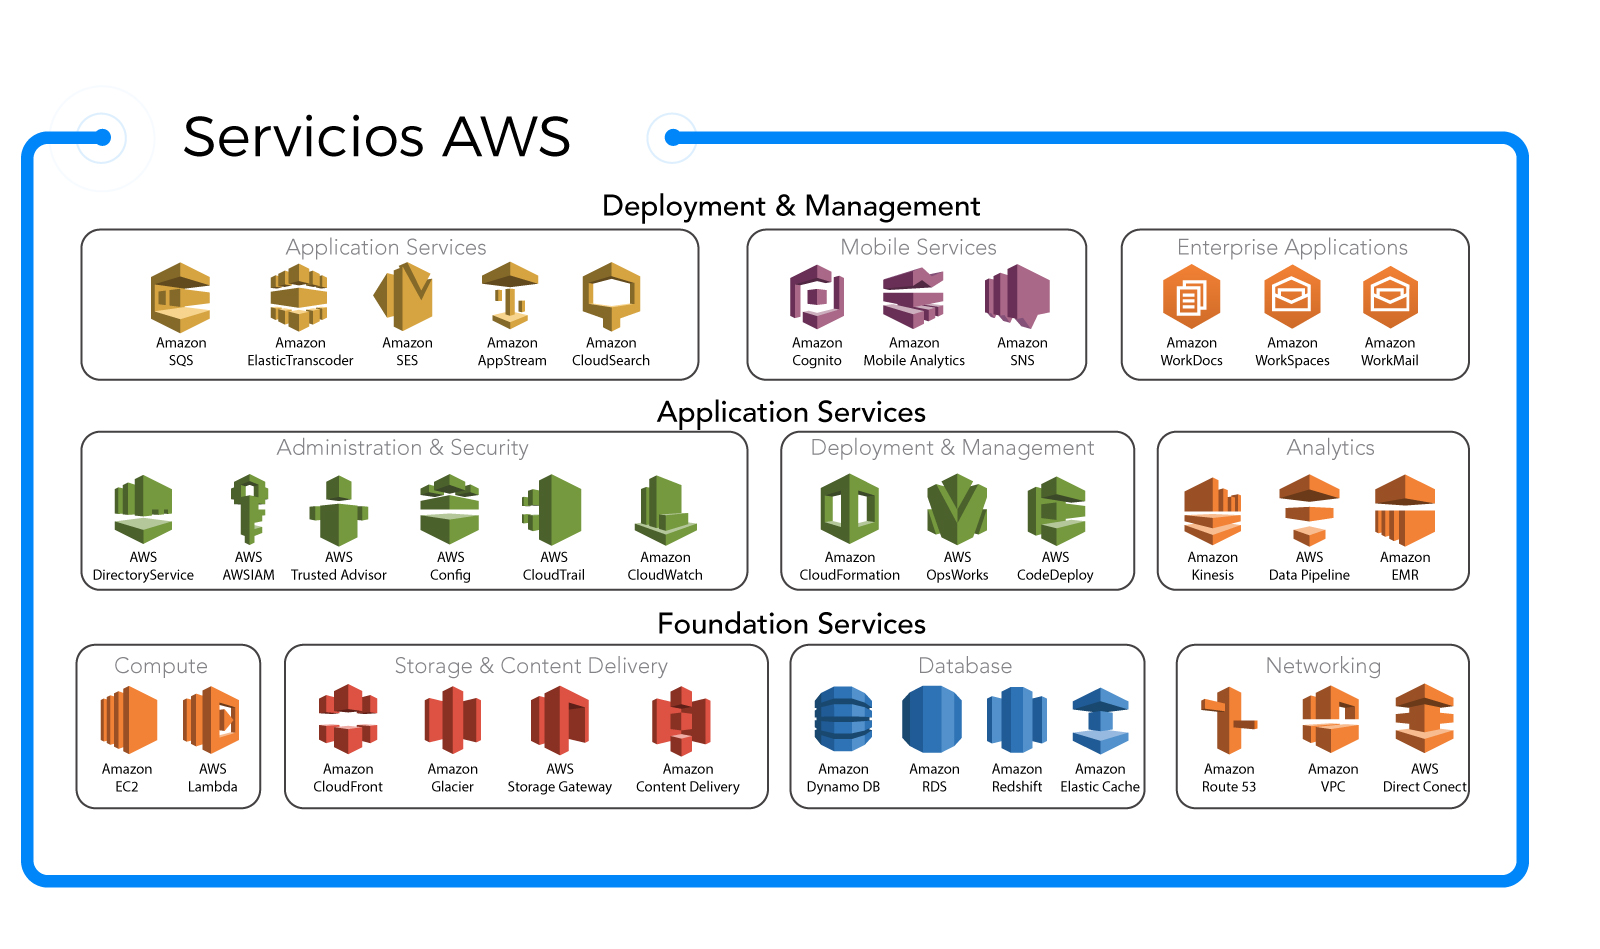 Servicios AWS
Deployment & Management
Application Services
Amazon
SQS
Amazon
ElasticTranscoder
Amazon
SES
Amazon
AppStream
Amazon
CloudSearch
Mobile Services
Amazon
Cognito
Amazon
Mobile Analytics
Amazon
SNS
Enterprise Applications
Amazon
WorkDocs
Amazon
WorkSpaces
Amazon
WorkMail
Application Services
Administration & Security
AWS
DirectoryService
AWS
AWSIAM
AWS
Trusted Advisor
AWS
Config
AWS
CloudTrail
Amazon
CloudWatch
Deployment & Management
Amazon
CloudFormation
AWS
OpsWorks
AWS
CodeDeploy
Analytics
Amazon
Kinesis
AWS
Data Pipeline
Amazon
EMR
Foundation Services
Compute
Amazon
EC2
AWS
Lambda
Storage & Content Delivery
Amazon
CloudFront
Amazon
Glacier
AWS
Storage Gateway
Amazon
Content Delivery
Database
Amazon
Dynamo DB
Amazon
RDS
Amazon
Redshift
Amazon
Elastic Cache
Networking
Amazon
Route 53
Amazon
VPC
AWS
Direct Conect